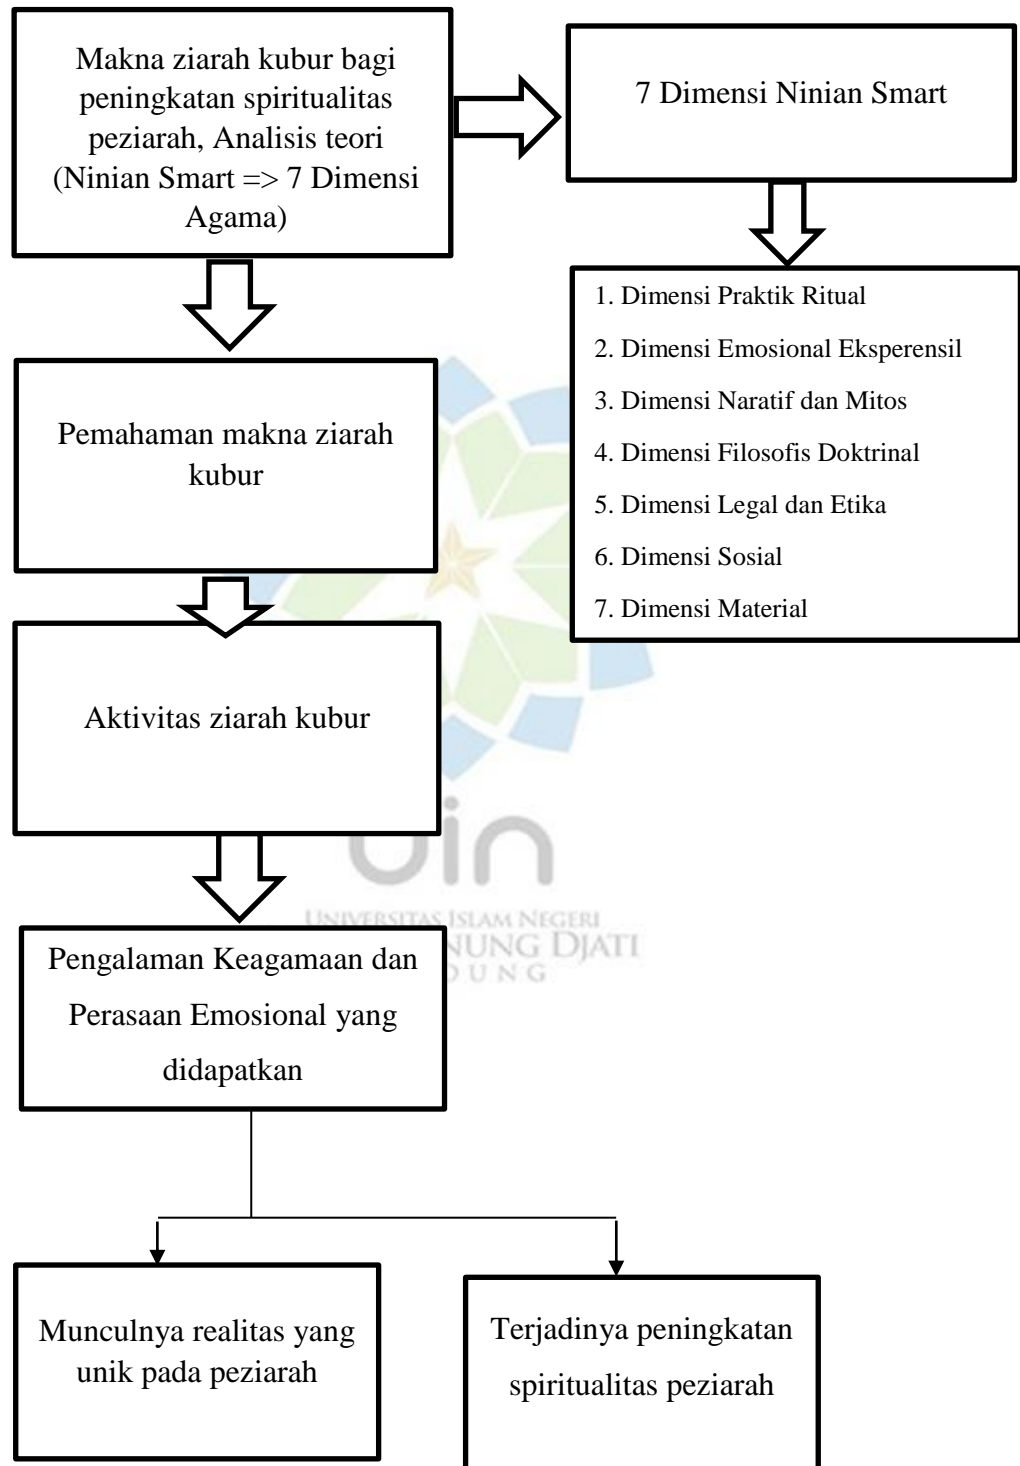 Makna ziarah kubur bagi
peningkatan spiritualitas
peziarah, Analisis teori
(Ninian Smart => 7 Dimensi
Agama)
7 Dimensi Ninian Smart
1. Dimensi Praktik Ritual
2. Dimensi Emosional Eksperensil
3. Dimensi Naratif dan Mitos
4. Dimensi Filosofis Doktrinal
5. Dimensi Legal dan Etika
6. Dimensi Sosial
7. Dimensi Material
Pemahaman makna ziarah
kubur
Aktivitas ziarah kubur
uin
UNIVERSITAS ISLAM NEGERI
DJATI
Pengalaman Keagamaan dan
Perasaan Emosional yang
didapatkan
Munculnya realitas yang
unik pada peziarah
Terjadinya peningkatan
spiritualitas peziarah